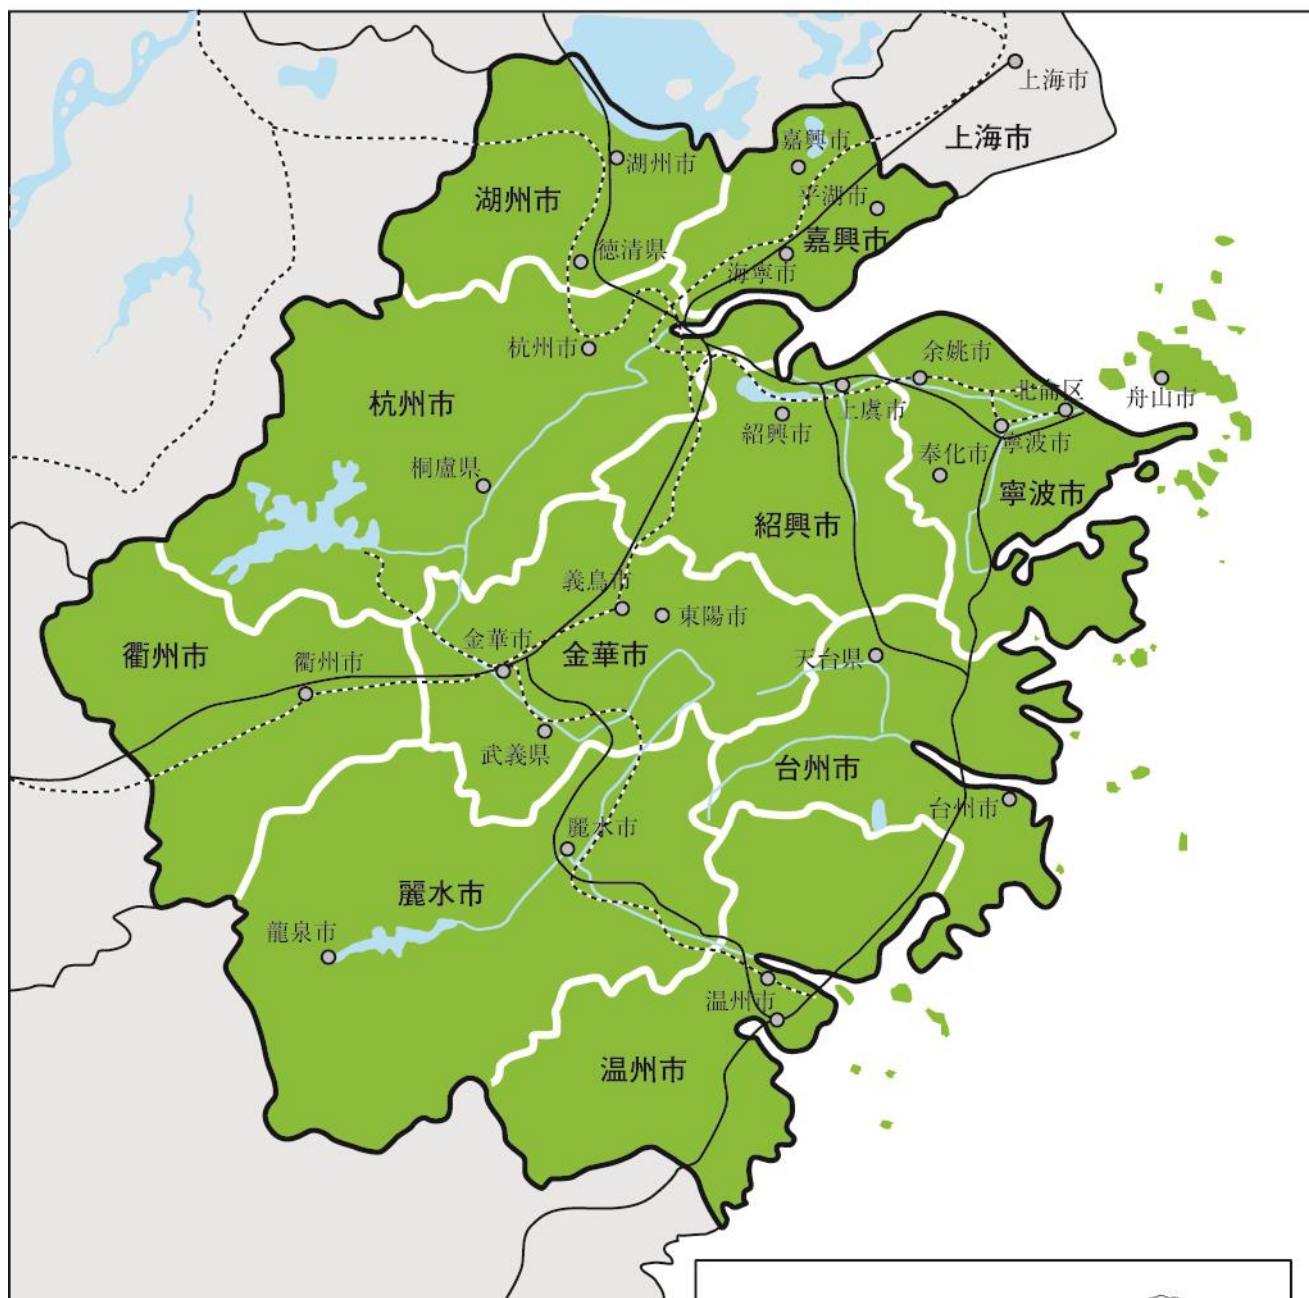 上海市
上海市
嘉興市
湖州市
平湖市
湖州市
嘉興市
徳清県
海寧市
杭州市
余姚市
北侖区
舟山市
杭州市
上虞市
紹興市
寧波市
奉化市
桐盧県
寧波市
紹興市
義烏市
東陽市
金華市
衢州市
金華市
天台県
衢州市
武義県
台州市
台州市
麗水市
麗水市
龍泉市
温州市
温州市